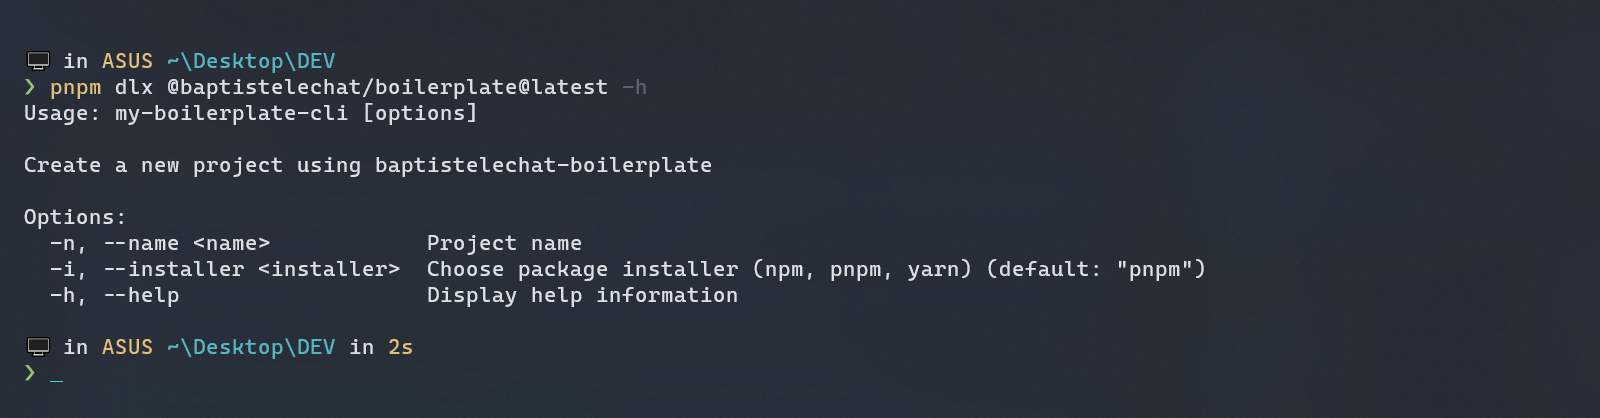 in ASUS ~\Desktop\DEV
❯ pnpm dlx @baptistelechat/boilerplate@latest -h
Usage: my-boilerplate-cli [options]
Create a new project using baptistelechat-boilerplate
Options:
-n, --name <name> Project name
-i, --installer <installer> Choose package installer (npm, pnpm, yarn) (default: "pnpm")
-h, --help Display help information
in ASUS ~\Desktop\DEV in 2s
❯ _